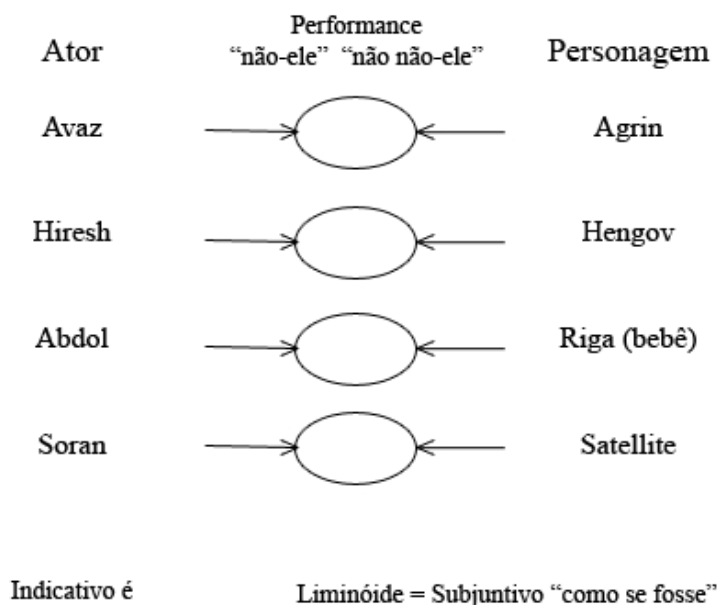 Ator Performance Personagem
“não-ele” “não não-ele”
Avaz Agrin
Hiresh Hengov
Abdol Riga (bebê)
Soran Satellite
Indicativo é Liminóide = Subjuntivo “como se fosse”